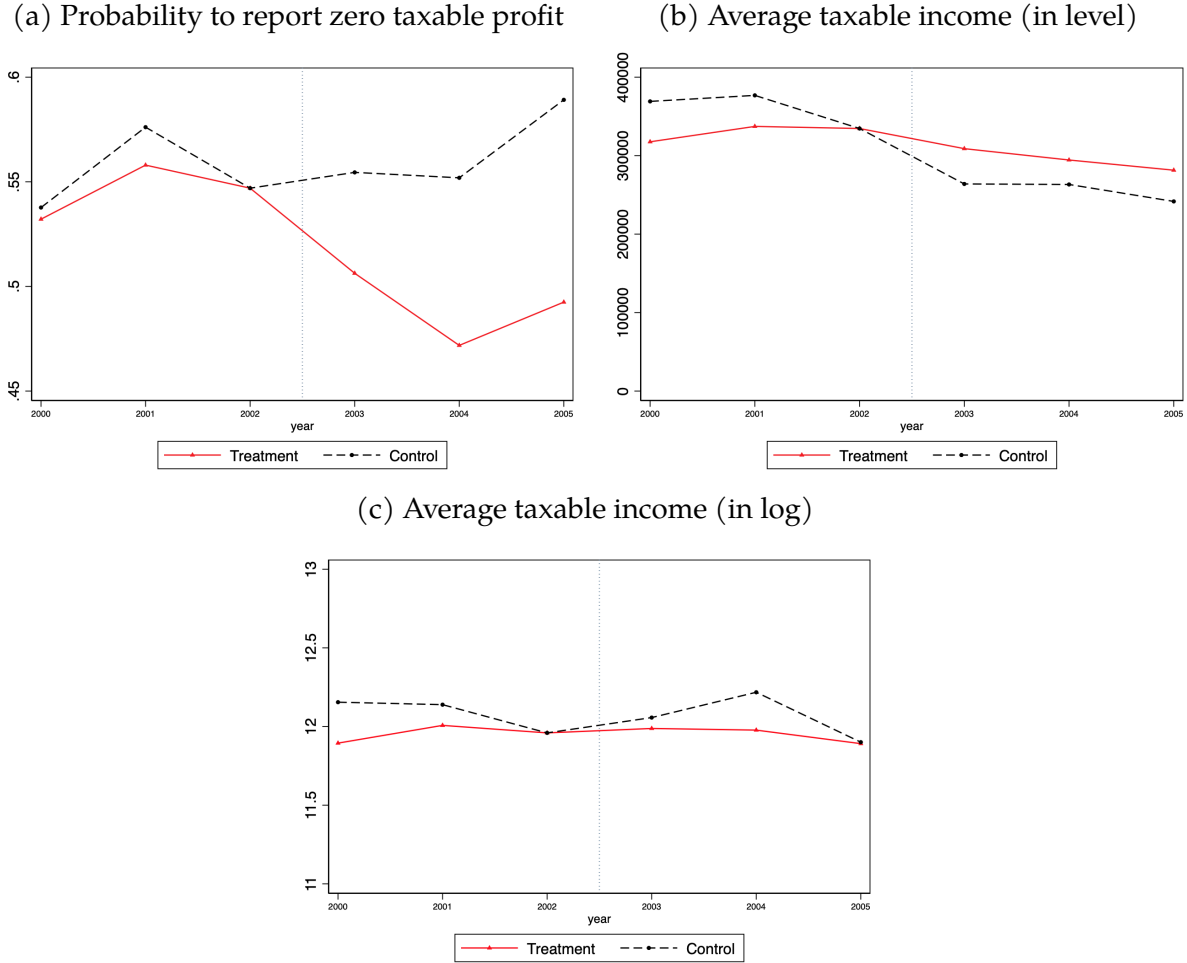 (a) Probability to report zero taxable profit
.6
.55
.5
.45
2000 2001 2002 2003 2004 2005
year
Treatment Control
(b) Average taxable income (in level)
400000
300000
200000
100000
0
2000 2001 2002 2003 2004 2005
year
Treatment Control
(c) Average taxable income (in log)
13
12.5
12
11.5
11
2000 2001 2002 2003 2004 2005
year
Treatment Control